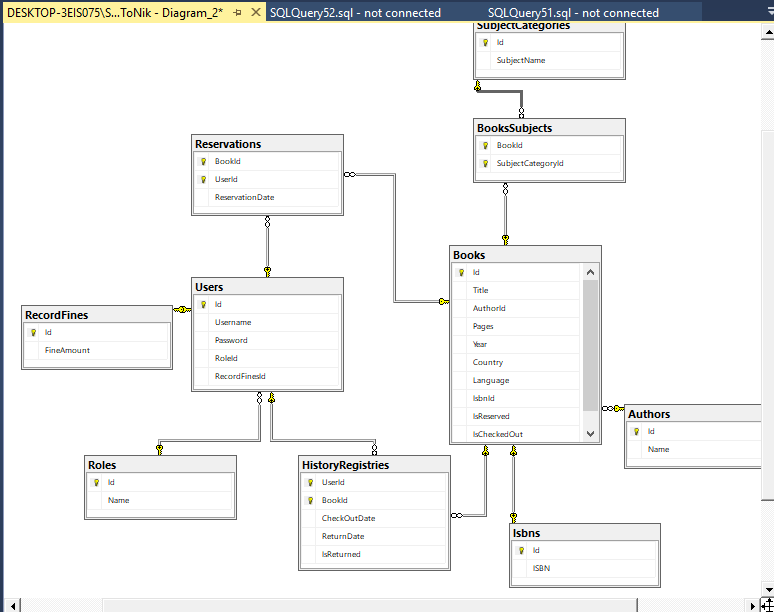 DESKTOP-3EIS075\S...ToNik - Diagram_2*
SQLQuery52.sql - not connected
SQLQuery51.sql - not connected
SubjectCategories
Id
SubjectName
BooksSubjects
BookId
SubjectCategoryId
Reservations
BookId
UserId
ReservationDate
Books
Id
Title
AuthorId
Pages
Year
Country
Language
IsbnId
IsReserved
IsCheckedOut
Users
Id
Username
Password
RoleId
RecordFinesId
RecordFines
Id
FineAmount
Authors
Id
Name
Roles
Id
Name
HistoryRegistries
UserId
BookId
CheckOutDate
ReturnDate
IsReturned
Isbns
Id
ISBN